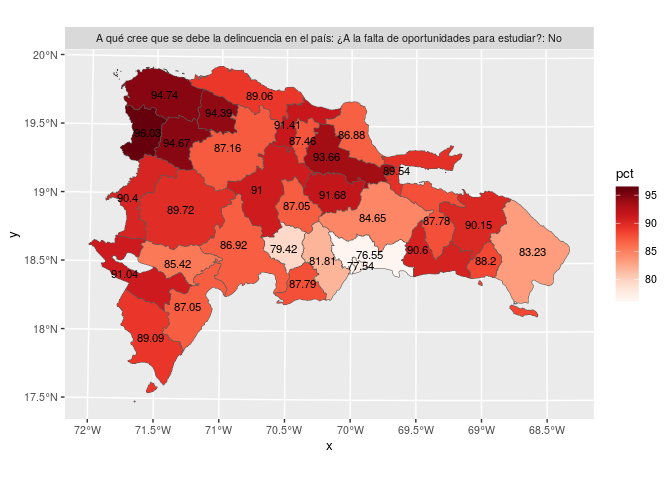 A qué cree que se debe la delincuencia en el país: ¿A la falta de oportunidades para estudiar?: No
20°N
19.5°N
19°N
18.5°N
18°N
17.5°N
y
94.74
89.06
94.39
91.41
86.88
94.67
87.16
87.46
93.66
89.54
90.4
91
91.68
89.72
87.05
84.65
87.78
90.15
86.92
79.42
76.55
90.6
83.23
85.42
81.81
77.54
88.2
91.04
87.79
87.05
89.09
72°W
71.5°W
71°W
70.5°W
70°W
69.5°W
69°W
68.5°W
x
pct
95
90
85
80